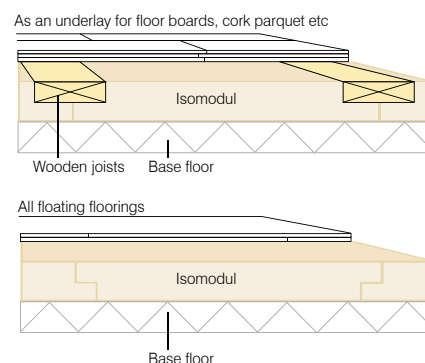 As an underlay for floor boards, cork parquet etc
Isomodul
Wooden joists Base floor
All floating floorings
Isomodul
Base floor